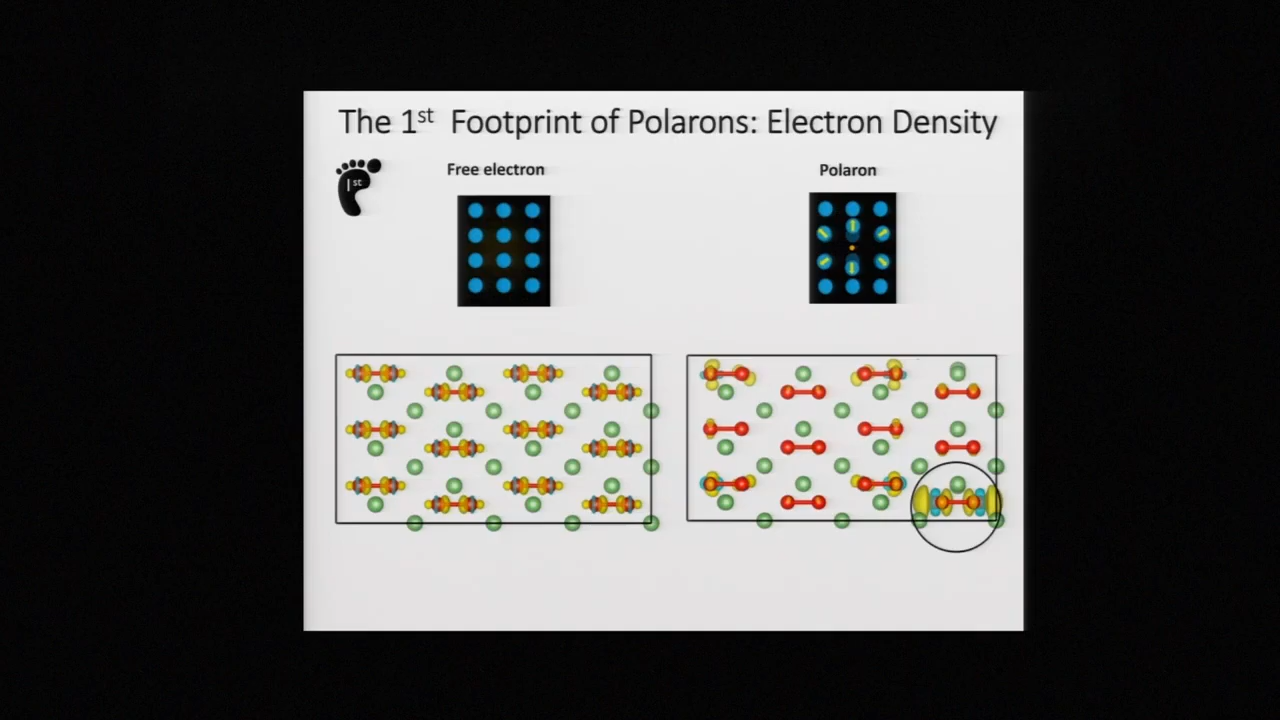 The 1st Footprint of Polarons: Electron Density
1st
Free electron
Polaron